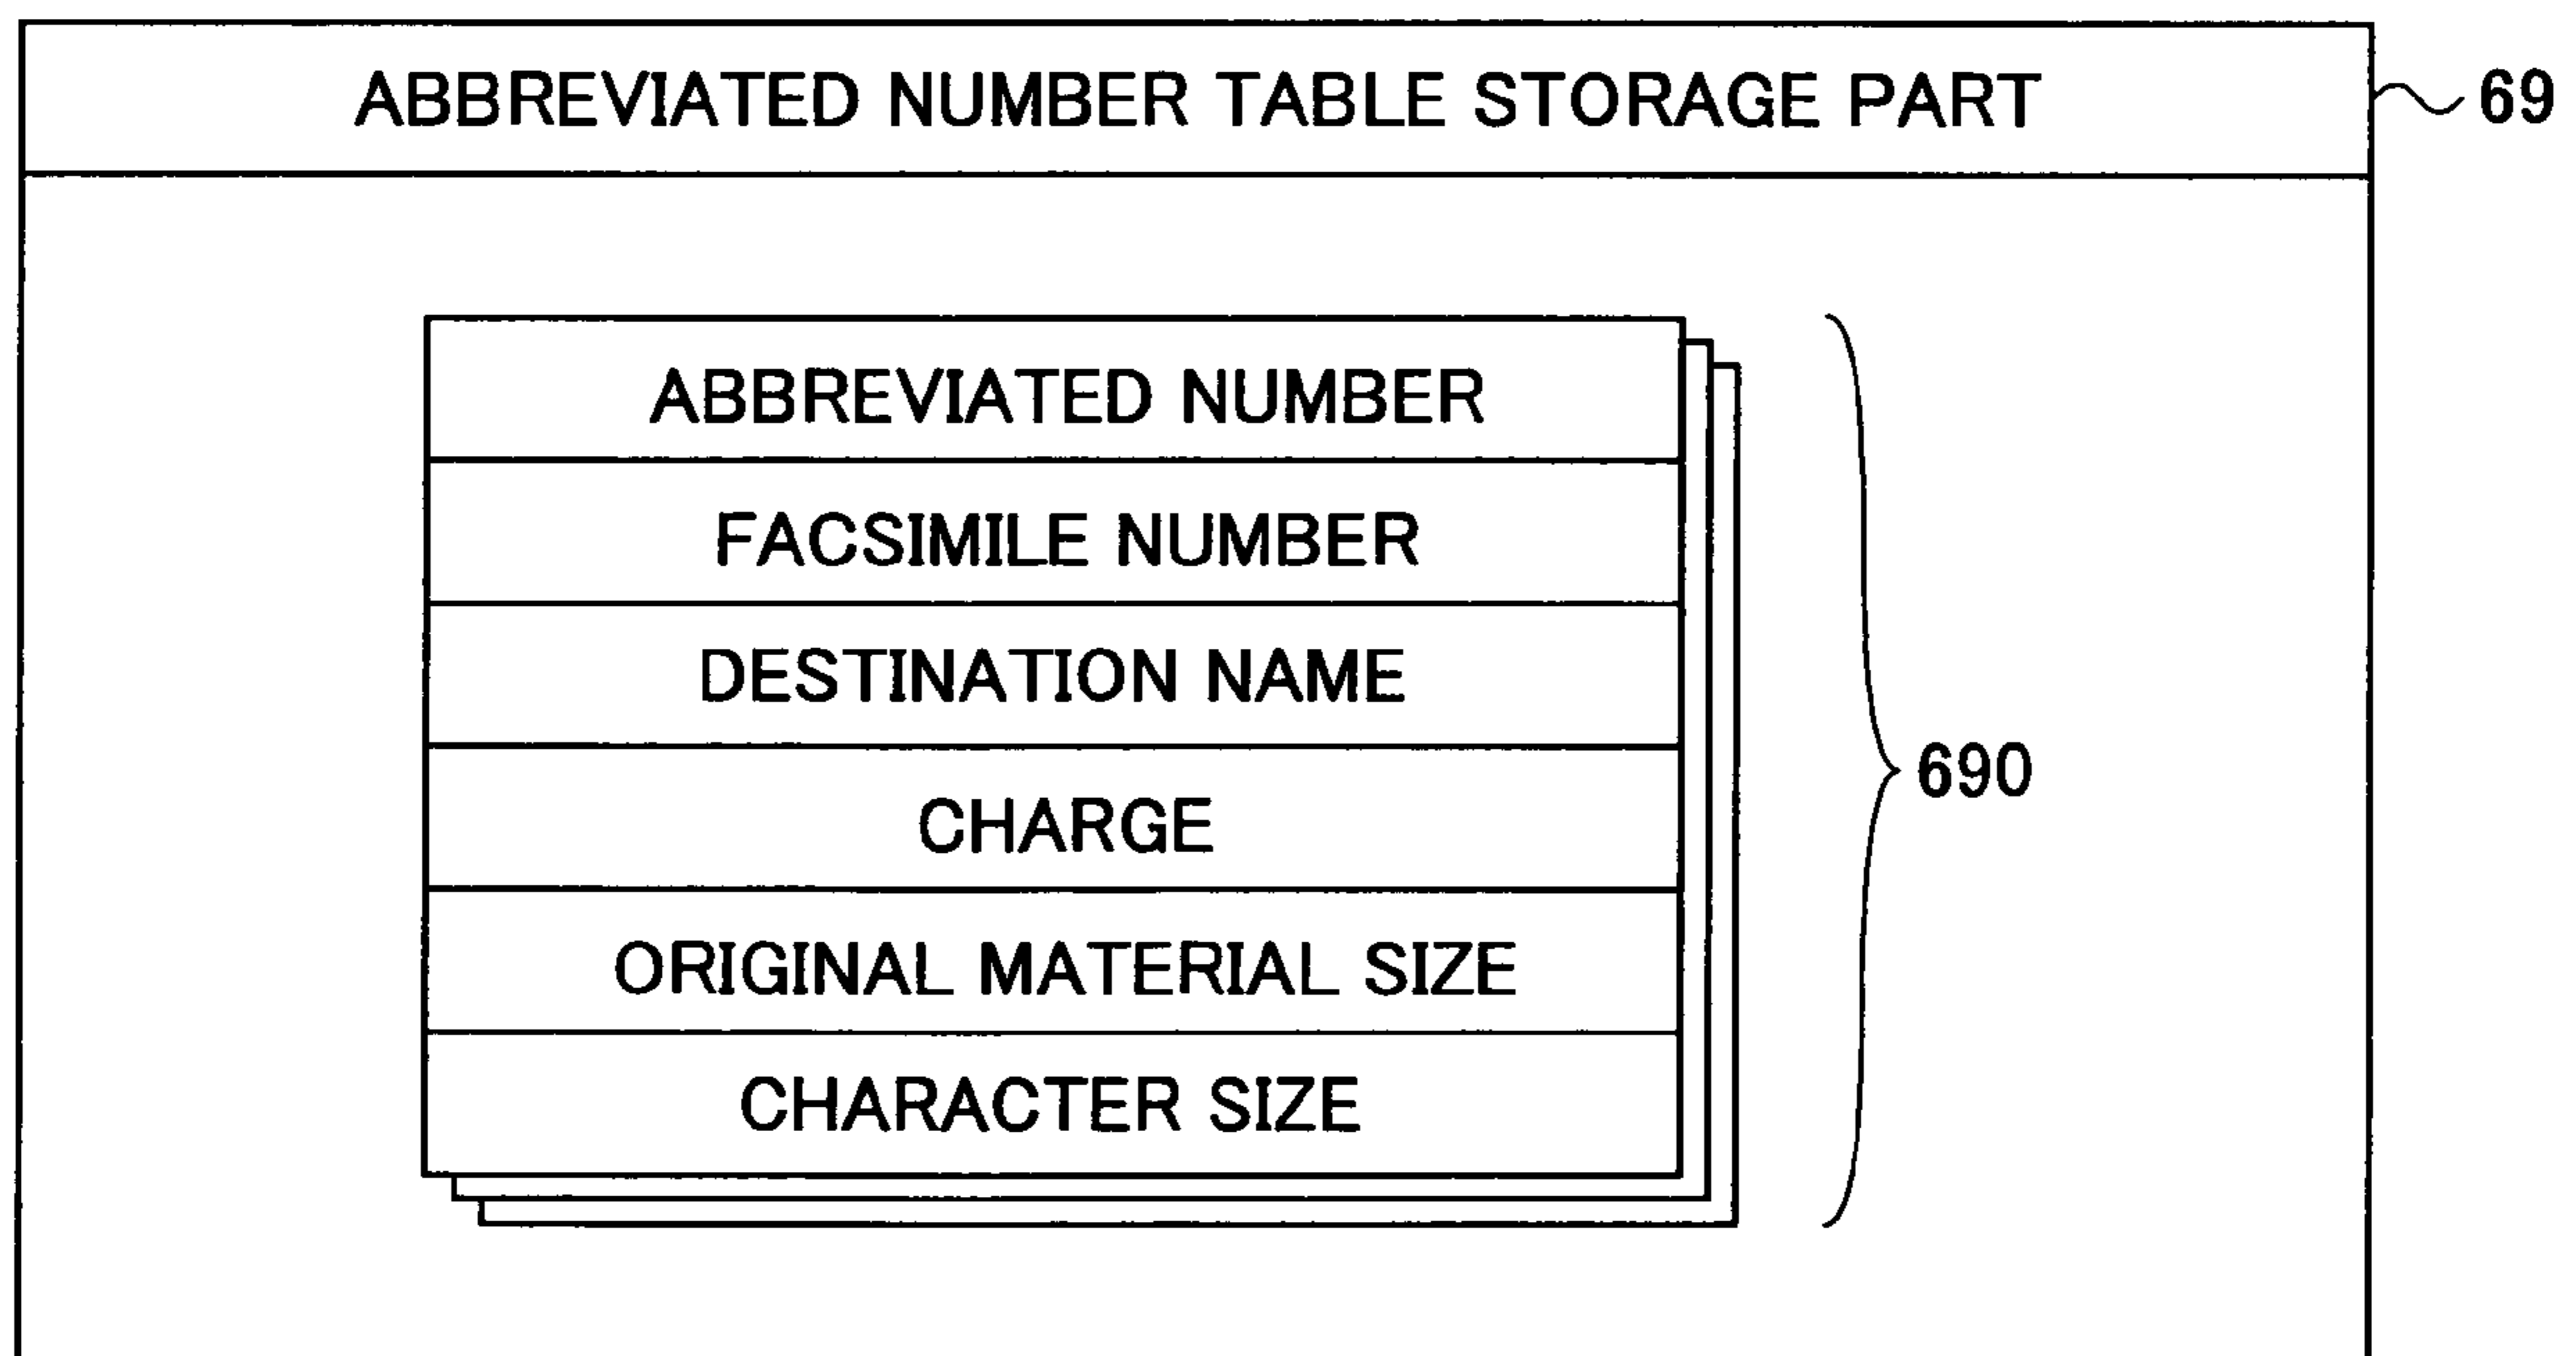 ABBREVIATED NUMBER TABLE STORAGE PART 69
ABBREVIATED NUMBER
FACSIMILE NUMBER
DESTINATION NAME
CHARGE
690
ORIGINAL MATERIAL SIZE
CHARACTER SIZE